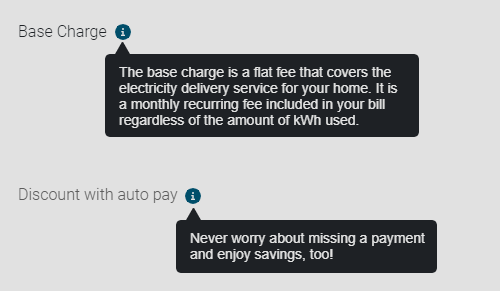 Base Charge
The base charge is a flat fee that covers the
electricity delivery service for your home. It is
a monthly recurring fee included in your bill
regardless of the amount of kWh used.
Discount with auto pay
Never worry about missing a payment
and enjoy savings, too!